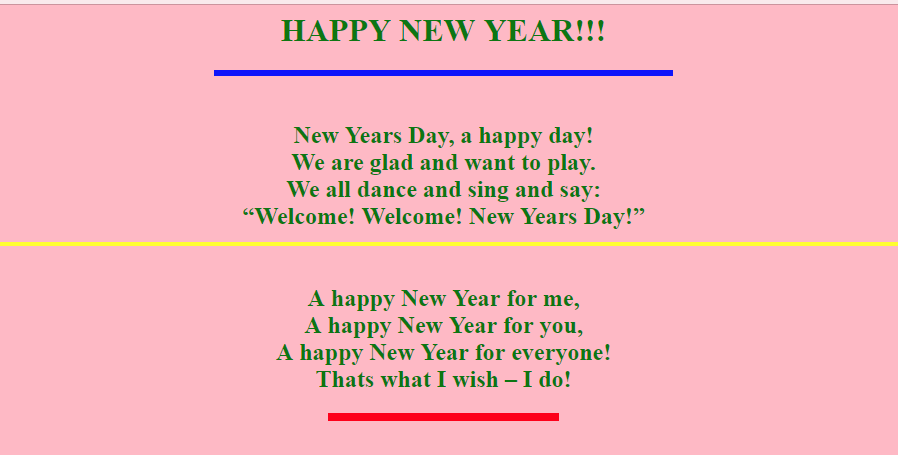 HAPPY NEW YEAR!!!
New Years Day, a happy day!
We are glad and want to play.
We all dance and sing and say:
“Welcome! Welcome! New Years Day!”
A happy New Year for me,
A happy New Year for you,
A happy New Year for everyone!
Thats what I wish – I do!